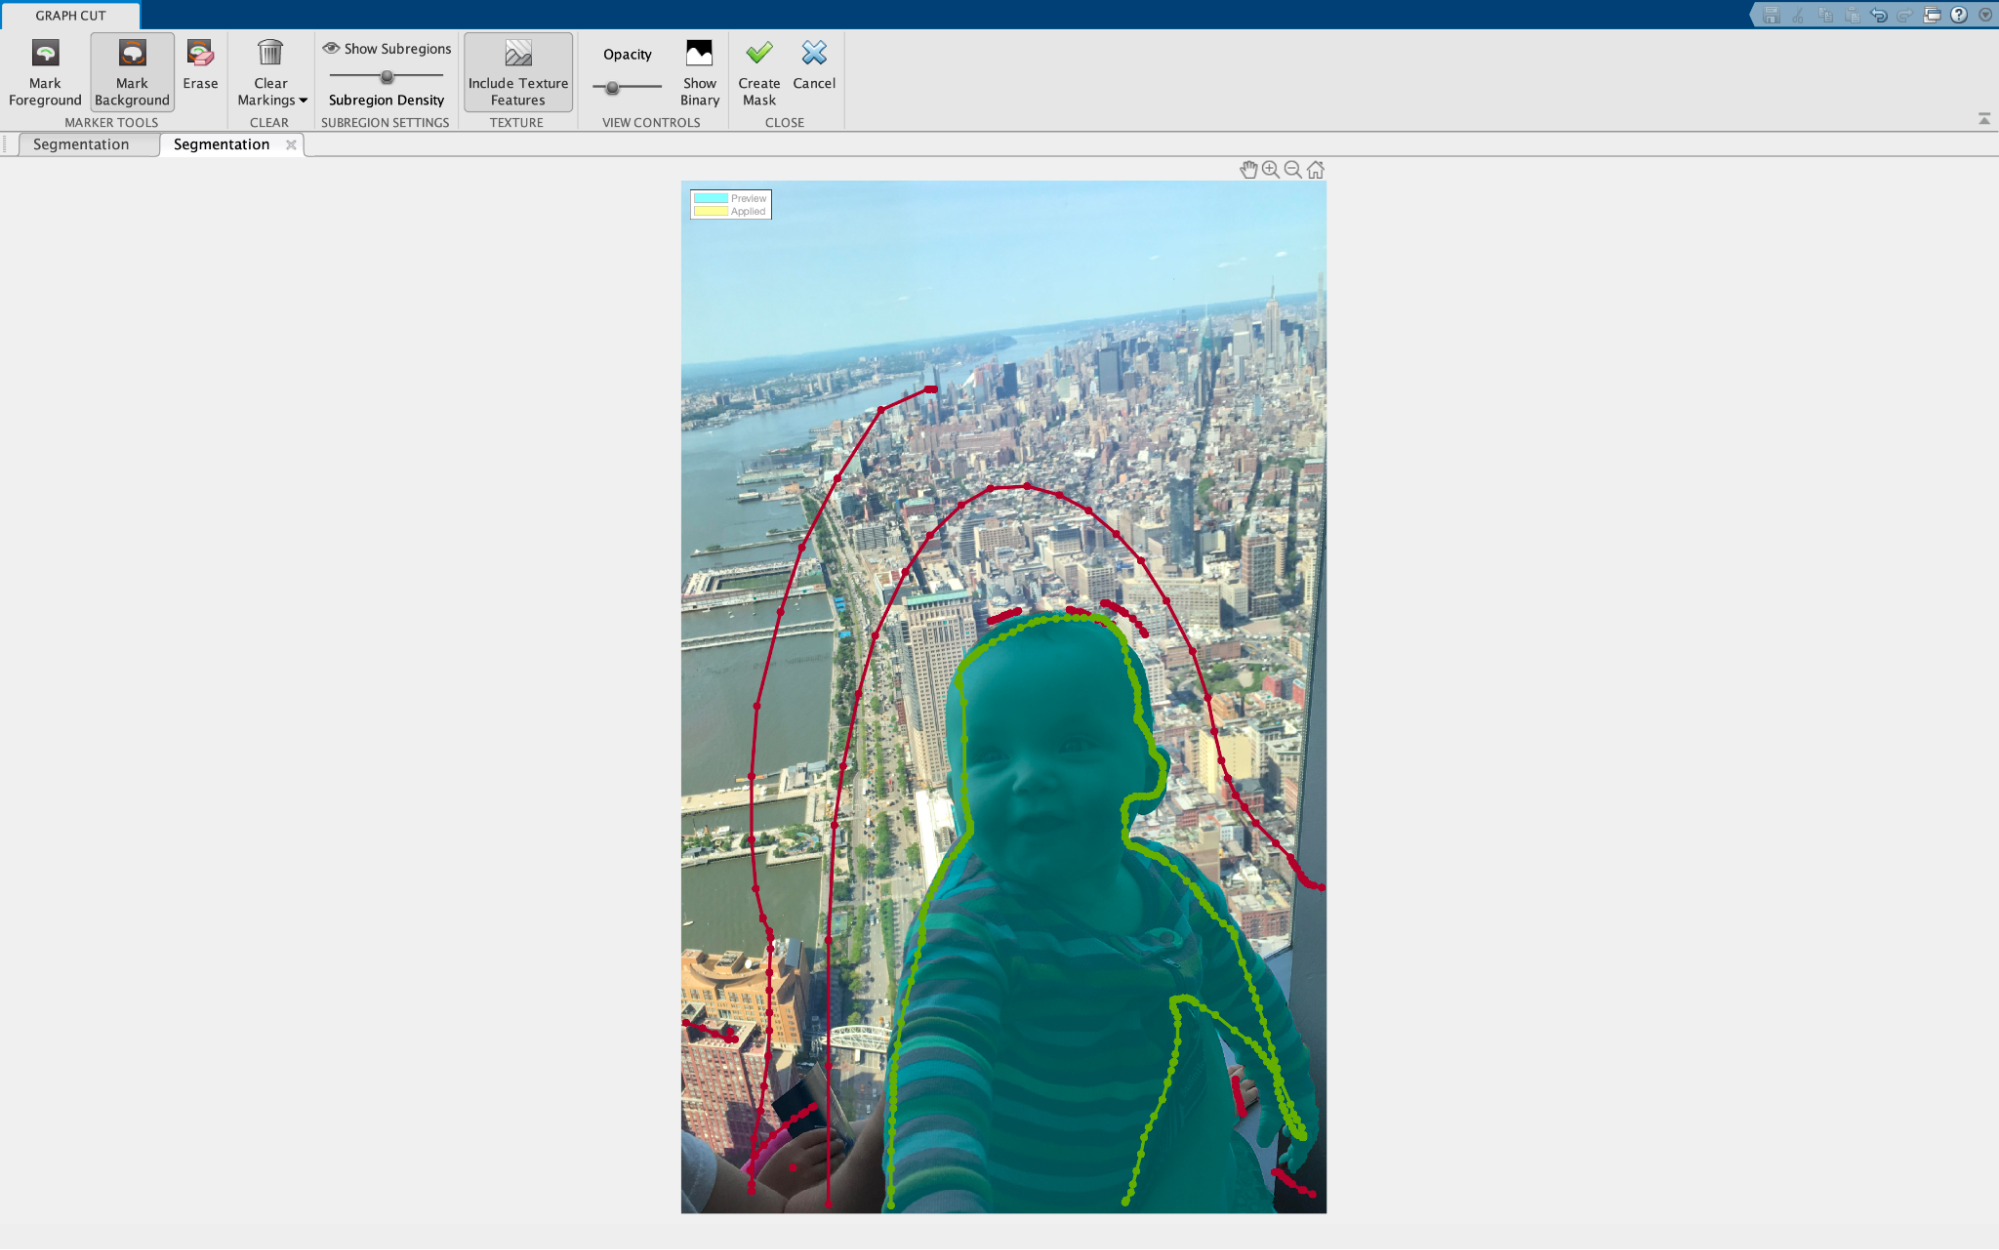 GRAPH CUT
Mark Foreground
Mark Background
Erase
Clear Markings
Show Subregions
Subregion Density
Include Texture Features
Opacity
Show Binary
Create Mask
Cancel
MARKER TOOLS
CLEAR
SUBREGION SETTINGS
TEXTURE
VIEW CONTROLS
CLOSE
Segmentation
Segmentation
Preview
Applied